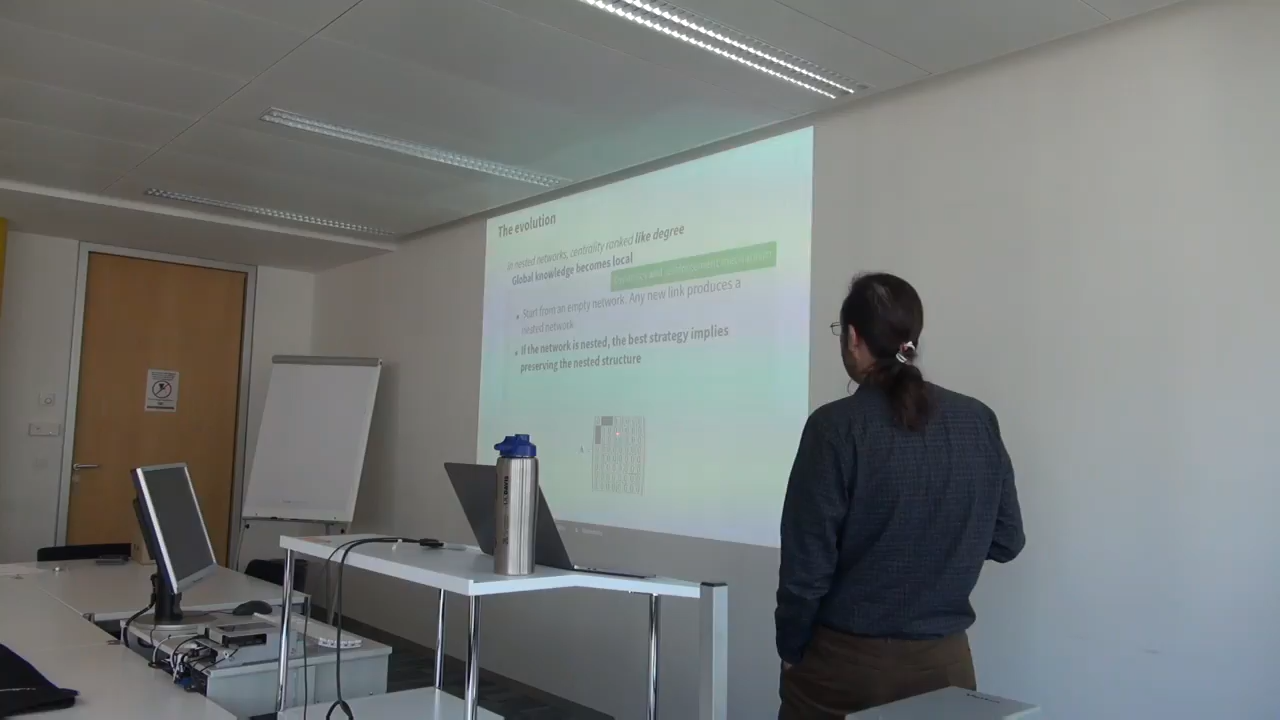 The evolution
In nested networks, centrality ranked like degree
Global knowledge becomes local
Start from an empty network. Any new link produces a
nested network
If the network is nested, the best strategy implies
preserving the nested structure